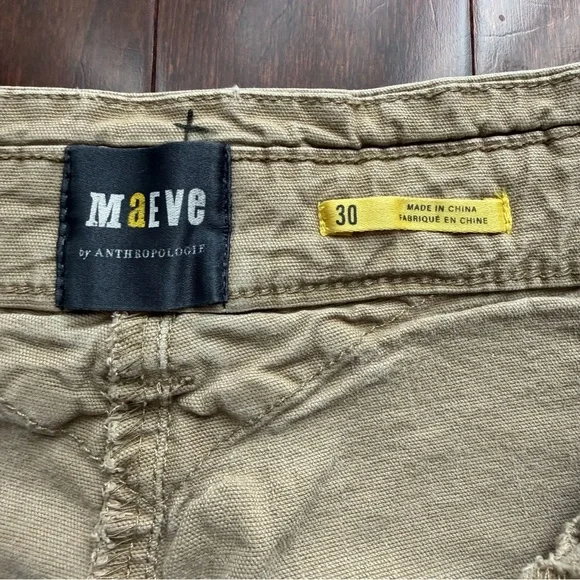 MaEVe
by ANTHROPOLOGIE
30
MADE IN CHINA
FABRIQUÉ EN CHINE